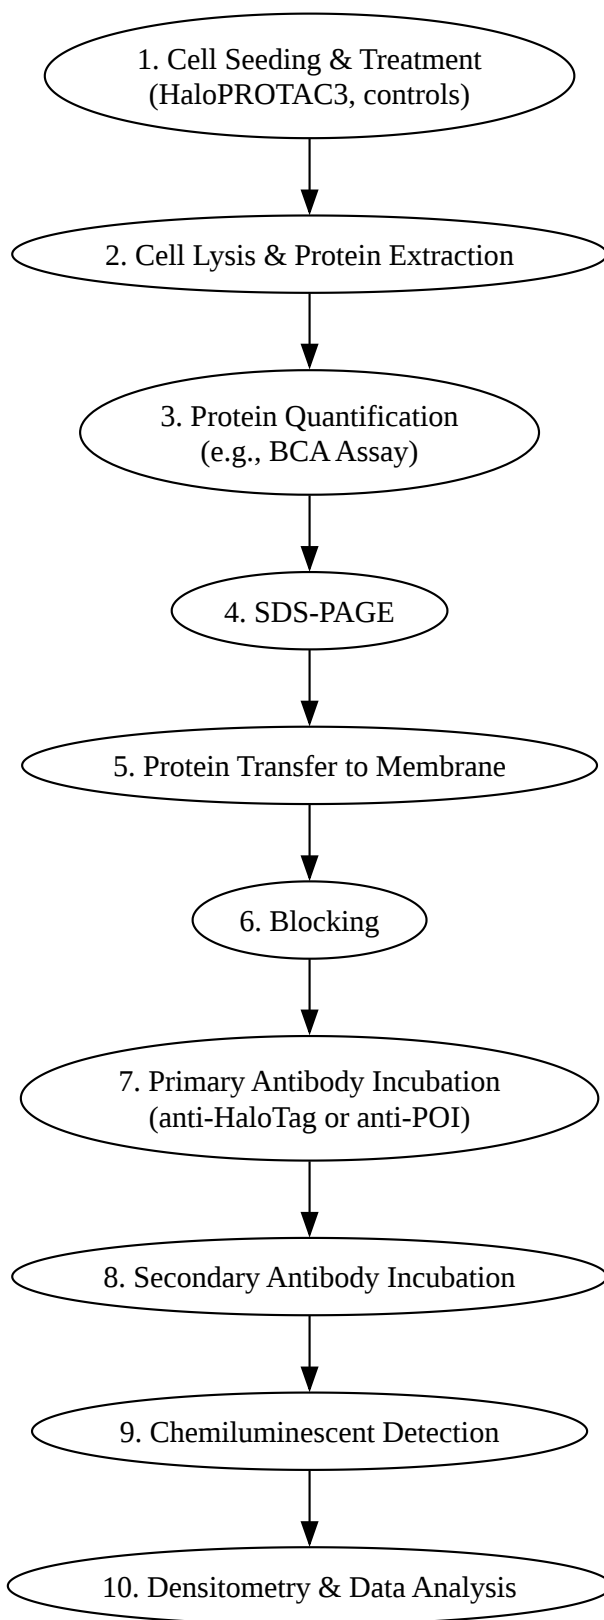 1. Cell Seeding & Treatment
(HaloPROTAC3, controls)
2. Cell Lysis & Protein Extraction
3. Protein Quantification
(e.g., BCA Assay)
4. SDS-PAGE
5. Protein Transfer to Membrane
6. Blocking
7. Primary Antibody Incubation
(anti-HaloTag or anti-POI)
8. Secondary Antibody Incubation
9. Chemiluminescent Detection
10. Densitometry & Data Analysis